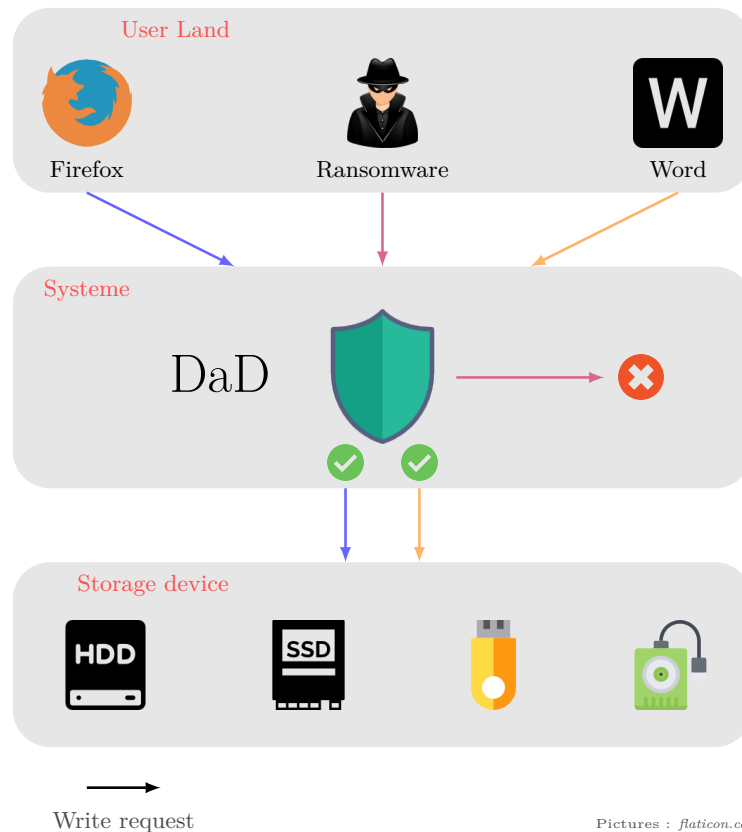 User Land
Firefox
Ransomware
Word
W
Systeme
DaD
Storage device
HDD
SSD
Write request
Pictures : flaticon.co